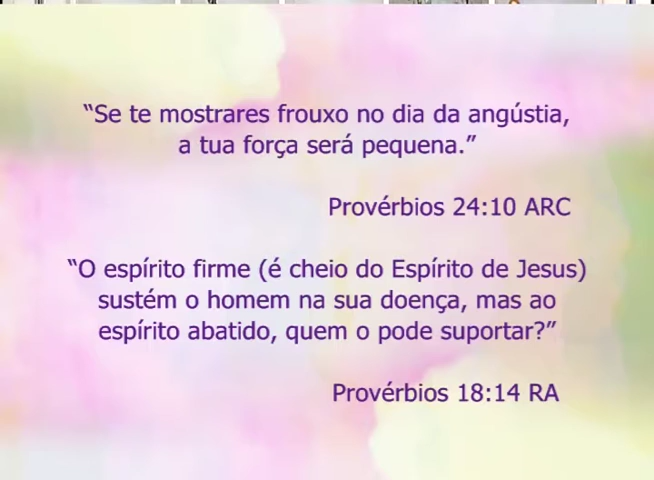 “Se te mostrares frouxo no dia da angústia,
a tua força será pequena.”
Provérbios 24:10 ARC
“O espírito firme (é cheio do Espírito de Jesus)
sustém o homem na sua doença, mas ao
espírito abatido, quem o pode suportar?”
Provérbios 18:14 RA